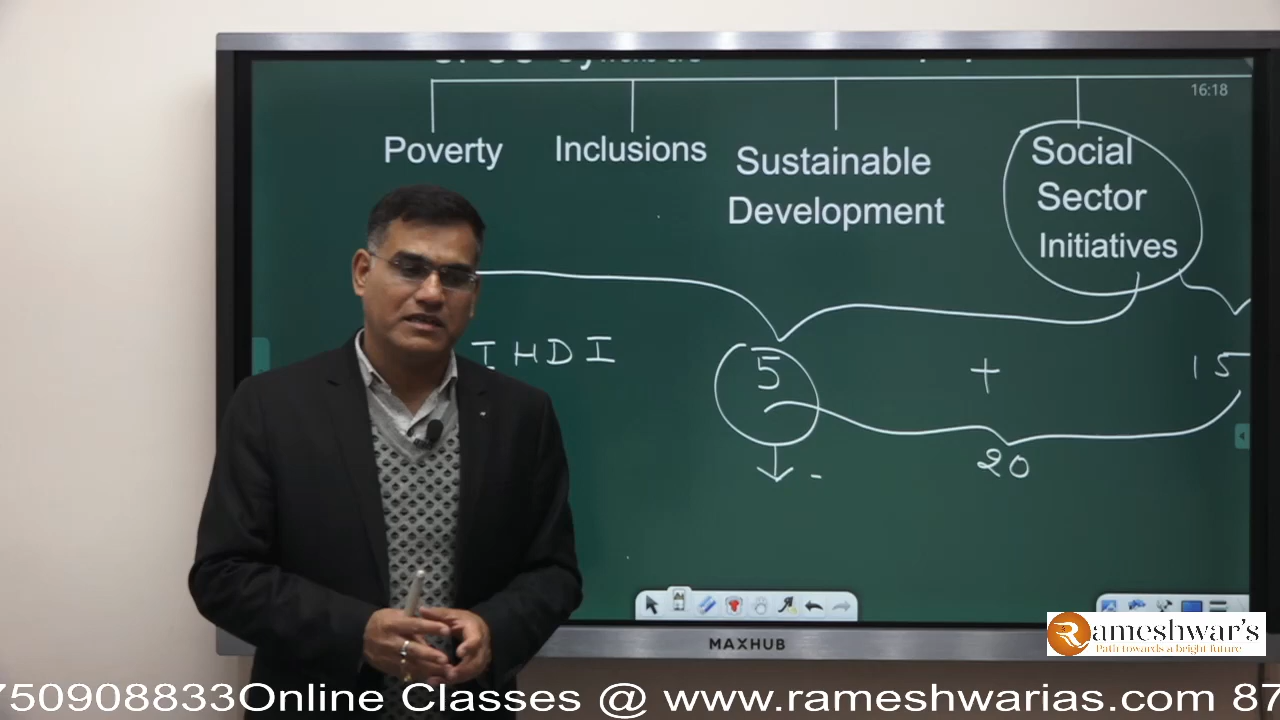 16:18
Poverty
Inclusions
Sustainable
Development
Social
Sector
Initiatives
IHDI
5
+
15
20
MAXHUB
Rameshwar's
Path towards a bright future
750908833Online Classes @ www.rameshwarias.com 87